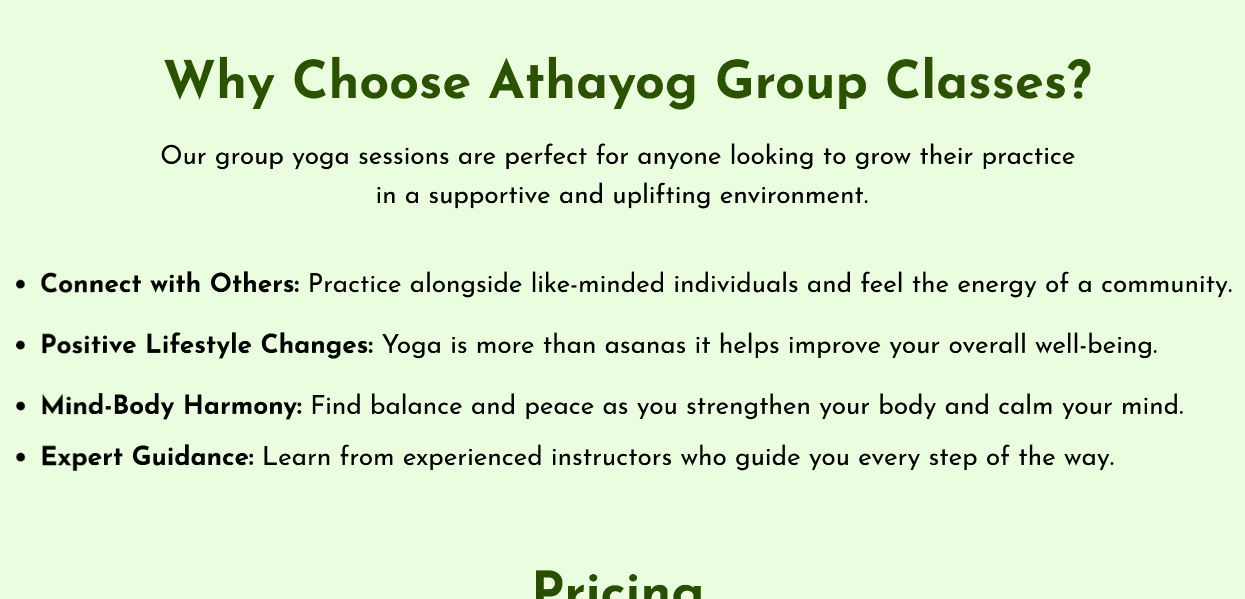 Why Choose Athayog Group Classes?
Our group yoga sessions are perfect for anyone looking to grow their practice
in a supportive and uplifting environment.
• Connect with Others: Practice alongside like-minded individuals and feel the energy of a community.
• Positive Lifestyle Changes: Yoga is more than asanas it helps improve your overall well-being.
• Mind-Body Harmony: Find balance and peace as you strengthen your body and calm your mind.
• Expert Guidance: Learn from experienced instructors who guide you every step of the way.
Pricing